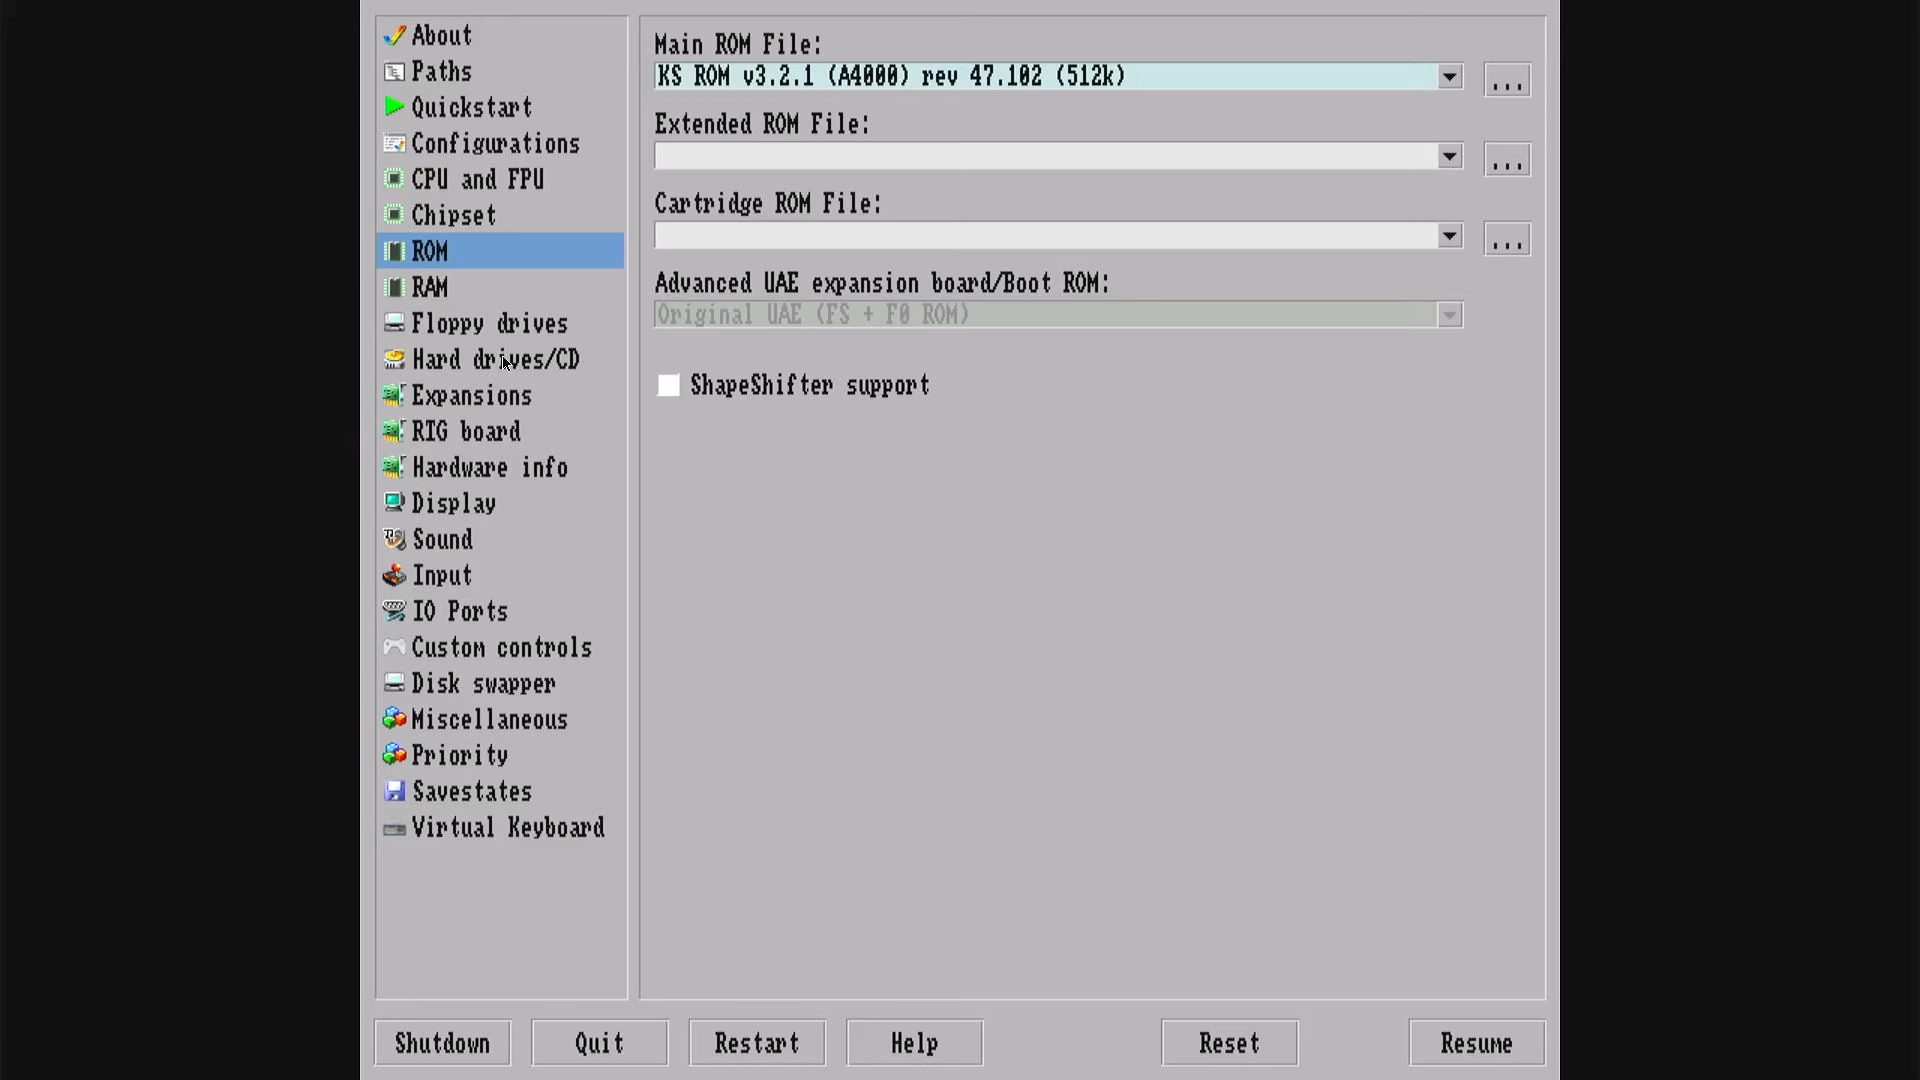 About
Paths
Quickstart
Configurations
CPU and FPU
Chipset
ROM
RAM
Floppy drives
Hard drives/CD
Expansions
RTG board
Hardware info
Display
Sound
Input
IO Ports
Custom controls
Disk swapper
Miscellaneous
Priority
Savestates
Virtual Keyboard
Main ROM File:
KS ROM v3.2.1 (A4000) rev 47.102 (512k)
...
Extended ROM File:
...
Cartridge ROM File:
...
Advanced UAE expansion board/Boot ROM:
Original UAE (FS + F0 ROM)
ShapeShifter support
Shutdown
Quit
Restart
Help
Reset
Resume